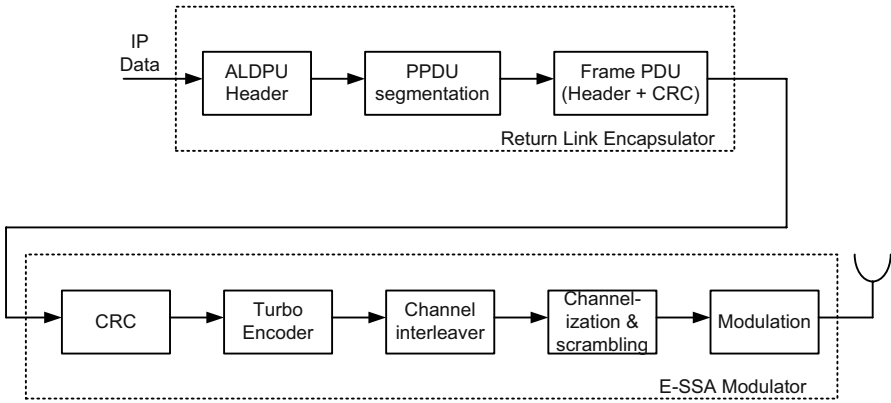 IP
Data
ALDPU
Header
PPDU
segmentation
Frame PDU
(Header + CRC)
Return Link Encapsulator
CRC
Turbo
Encoder
Channel
interleaver
Channel-
ization &
scrambling
Modulation
E-SSA Modulator